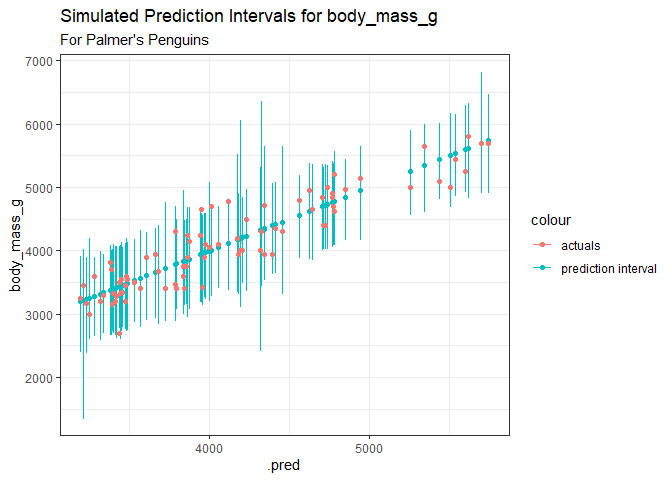 Simulated Prediction Intervals for body_mass_g
For Palmer's Penguins
7000
6000
5000
4000
3000
2000
body_mass_g
4000 5000
.pred
colour
actuals
prediction interval